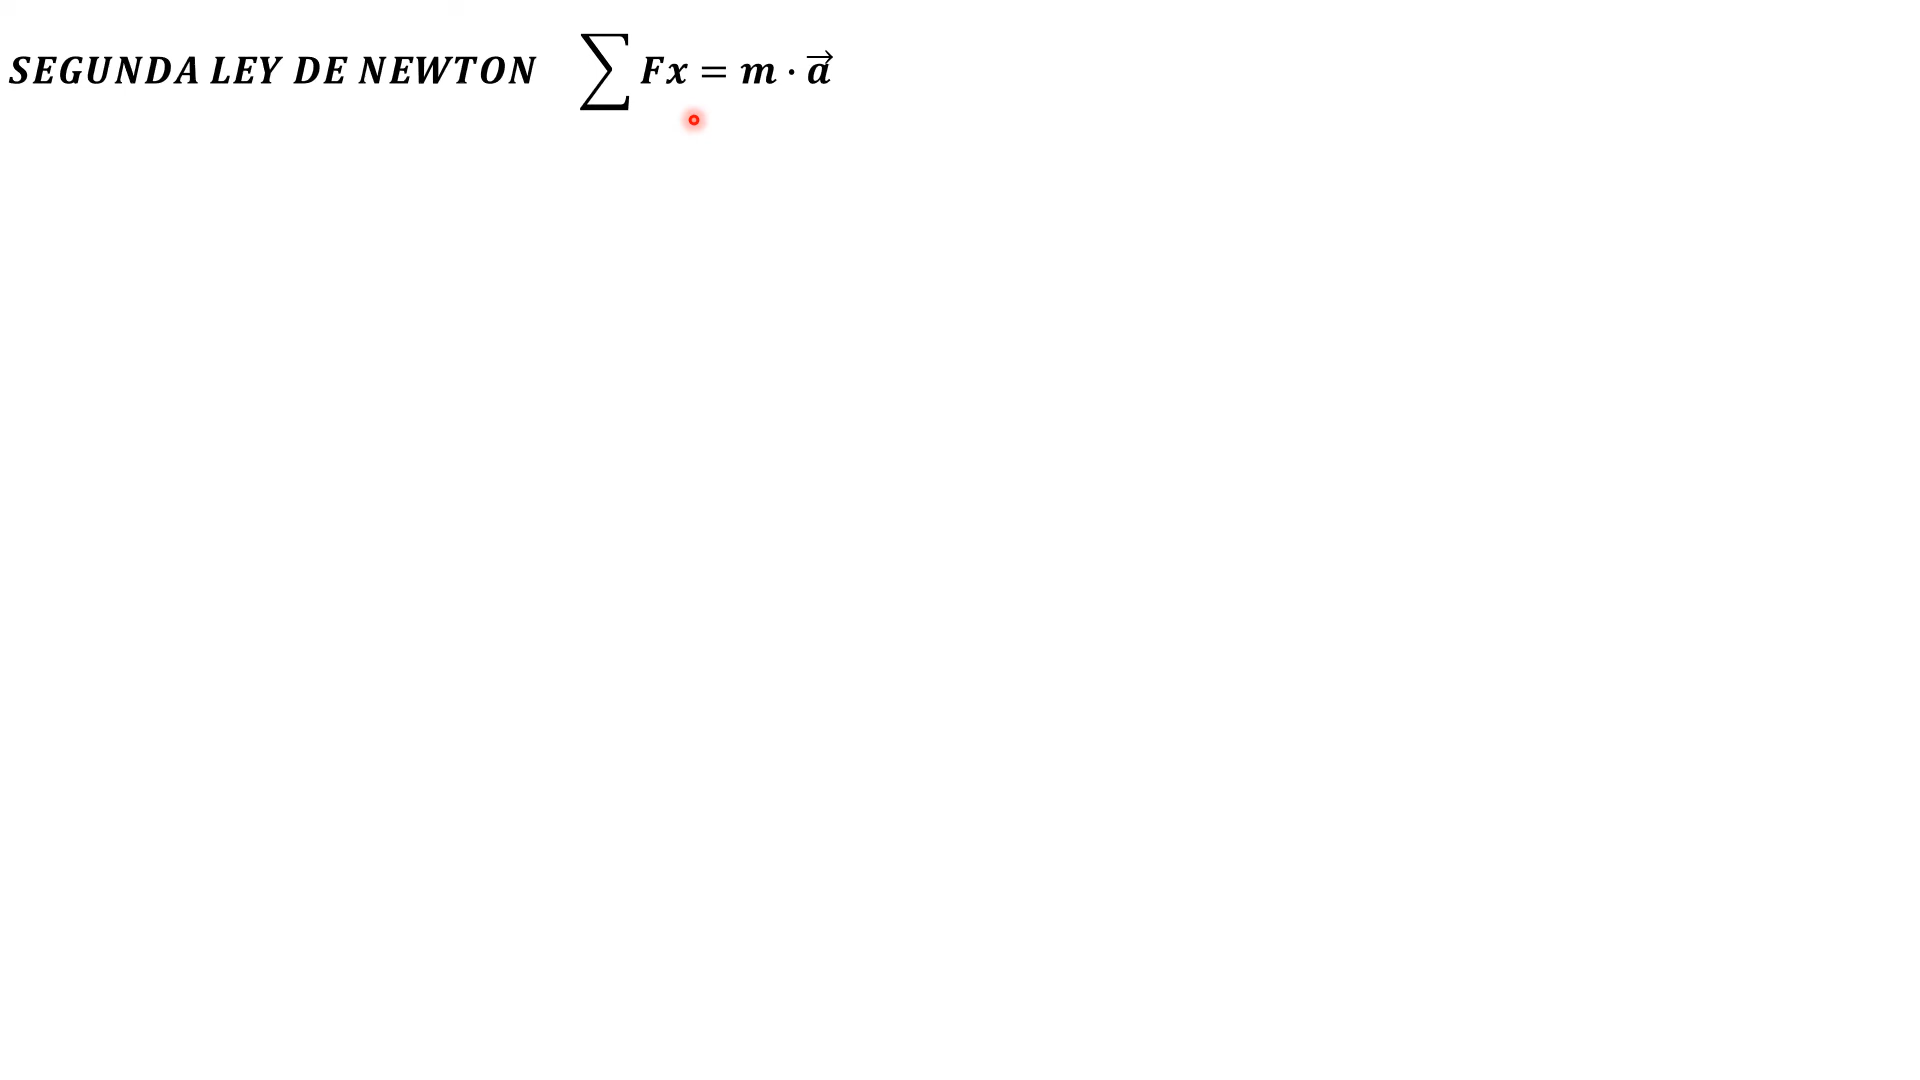 SEGUNDA LEY DE NEWTON ∑ Fx = m · a⃗